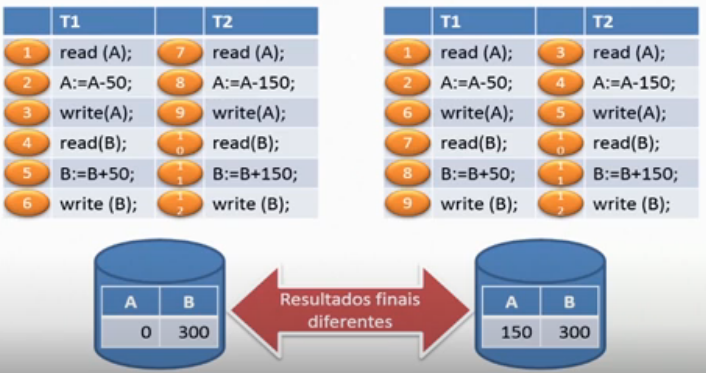 T1 T2
1 read (A); 7 read (A);
2 A:=A-50; 8 A:=A-150;
3 write(A); 9 write(A);
4 read(B); 10 read(B);
5 B:=B+50; 11 B:=B+150;
6 write (B); 12 write (B);
T1 T2
1 read (A); 3 read (A);
2 A:=A-50; 4 A:=A-150;
6 write(A); 5 write(A);
7 read(B); 10 read(B);
8 B:=B+50; 11 B:=B+150;
9 write (B); 12 write (B);
A B
0 300
Resultados finais
diferentes
A B
150 300